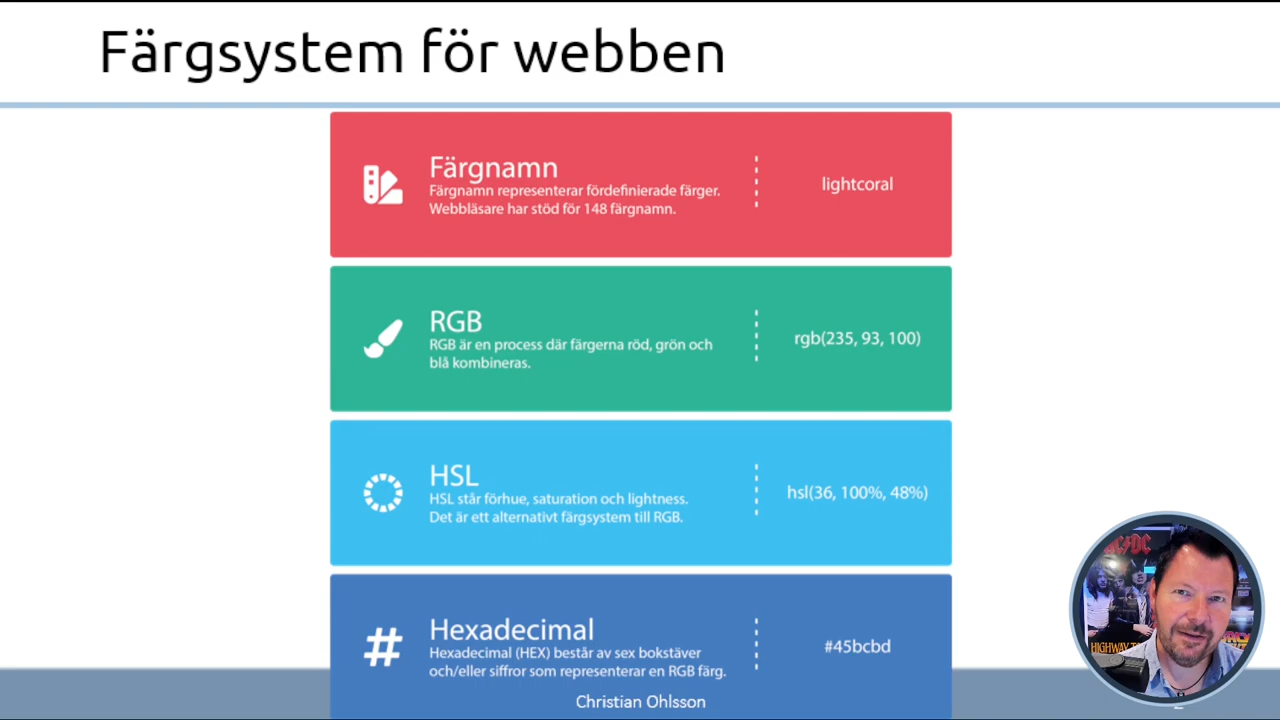 Färgsystem för webben
Färgnamn
Färgnamn representerar fördefinierade färger.
Webbläsare har stöd för 148 färgnamn.
lightcoral
RGB
RGB är en process där färgerna röd, grön och
blå kombineras.
rgb(235, 93, 100)
HSL
HSL står förhue, saturation och lightness.
Det är ett alternativt färgsystem till RGB.
hsl(36, 100%, 48%)
#
Hexadecimal
Hexadecimal (HEX) består av sex bokstäver
och/eller siffror som representerar en RGB färg.
#45bcbd
Christian Ohlsson
AC/DC
HIGHWAY